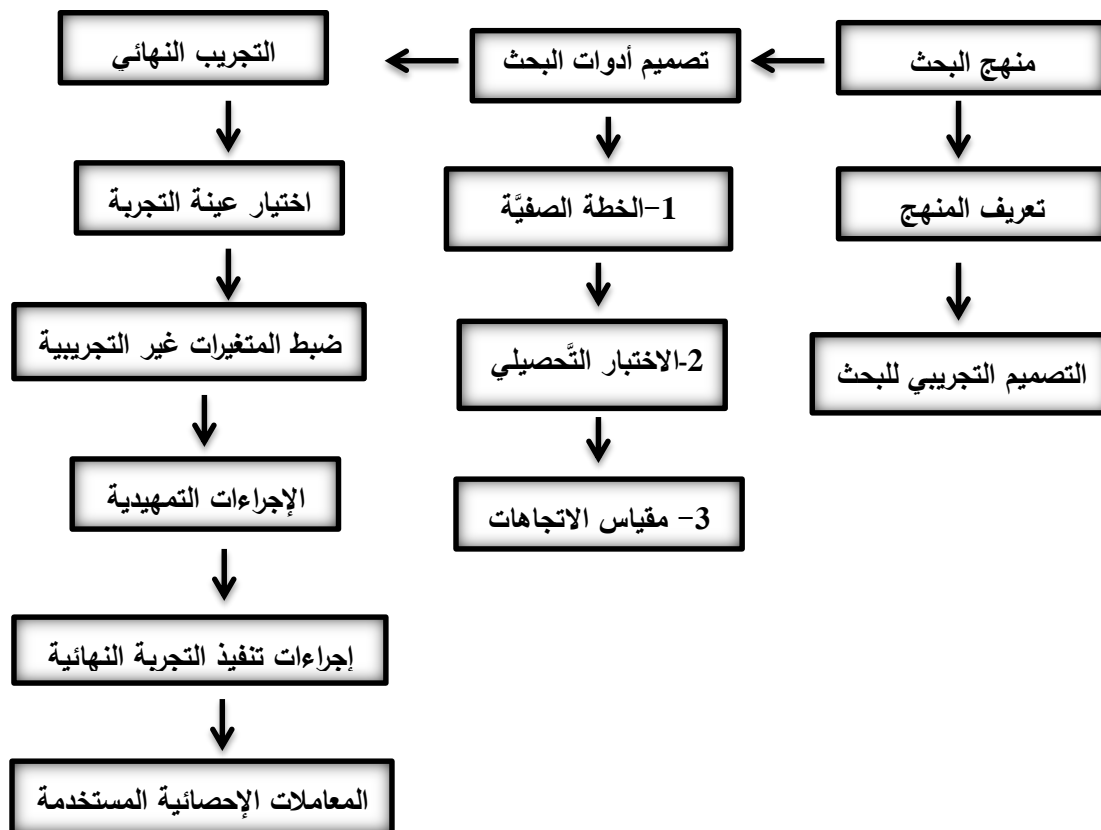 منهج البحث
تصميم أدوات البحث
التجريب النهائي
تعريف المنهج
التصميم التجريبي للبحث
1-الخطة الصفيَّة
2-الاختبار التَّحصيلي
3- مقياس الاتجاهات
اختيار عينة التجربة
ضبط المتغيرات غير التجريبية
الإجراءات التمهيدية
إجراءات تنفيذ التجربة النهائية
المعاملات الإحصائية المستخدمة